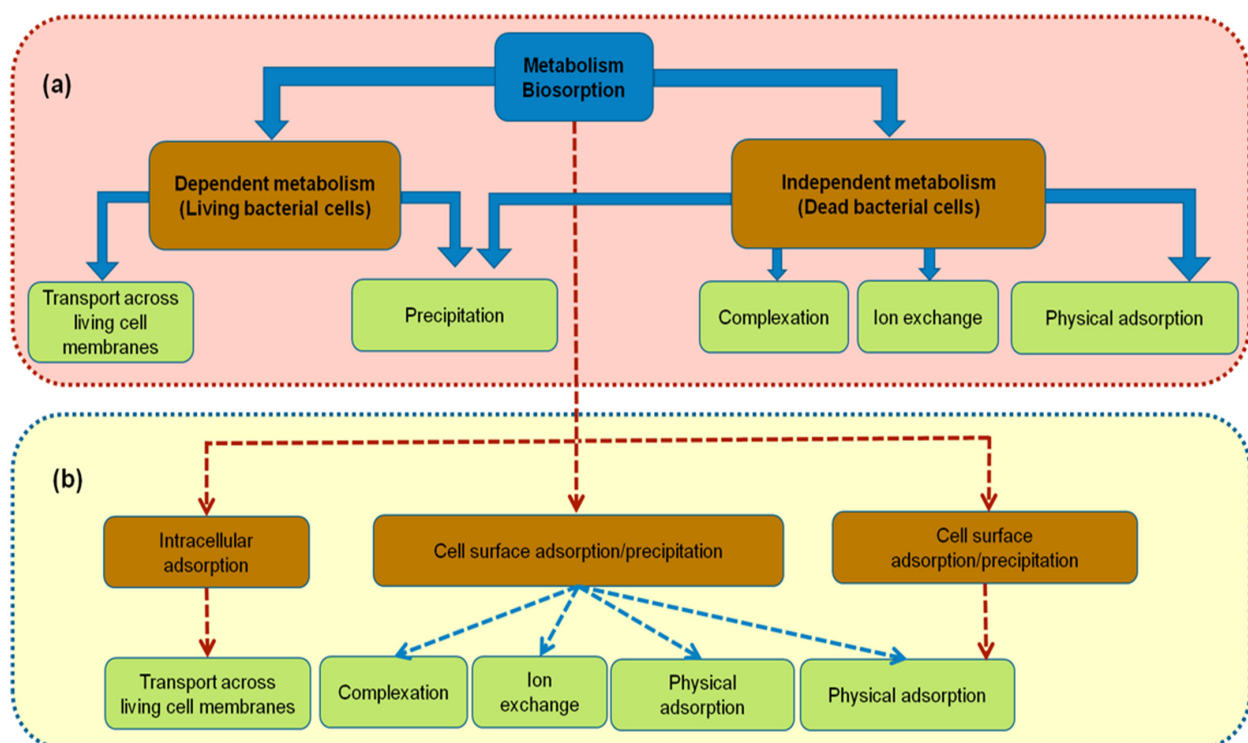 (a)
Metabolism
Biosorption
Dependent metabolism
(Living bacterial cells)
Independent metabolism
(Dead bacterial cells)
Transport across
living cell
membranes
Precipitation
Complexation
Ion exchange
Physical adsorption
(b)
Intracellular
adsorption
Cell surface adsorption/precipitation
Cell surface
adsorption/precipitation
Transport across
living cell membranes
Complexation
Ion
exchange
Physical
adsorption
Physical adsorption